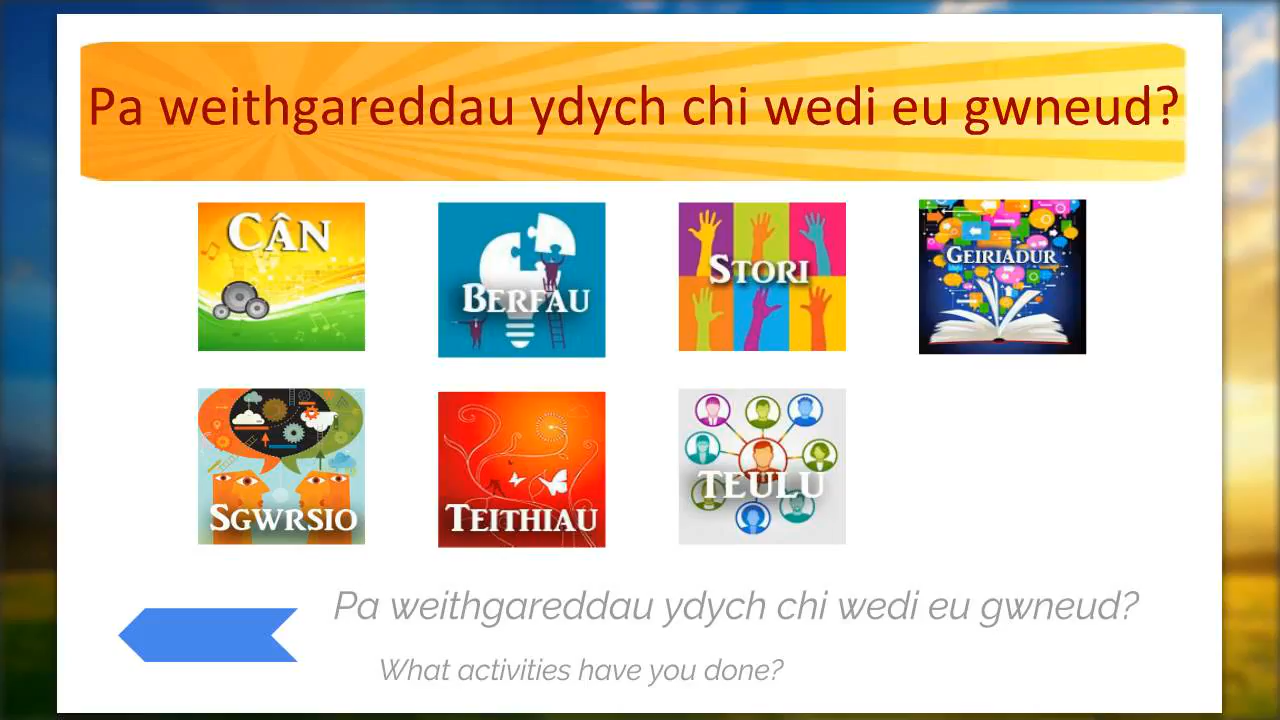 Pa weithgareddau ydych chi wedi eu gwneud?
CÂN
BERFAU
STORI
GEIRIADUR
SGWRSIO
TEITHIAU
TEULU
Pa weithgareddau ydych chi wedi eu gwneud?
What activities have you done?